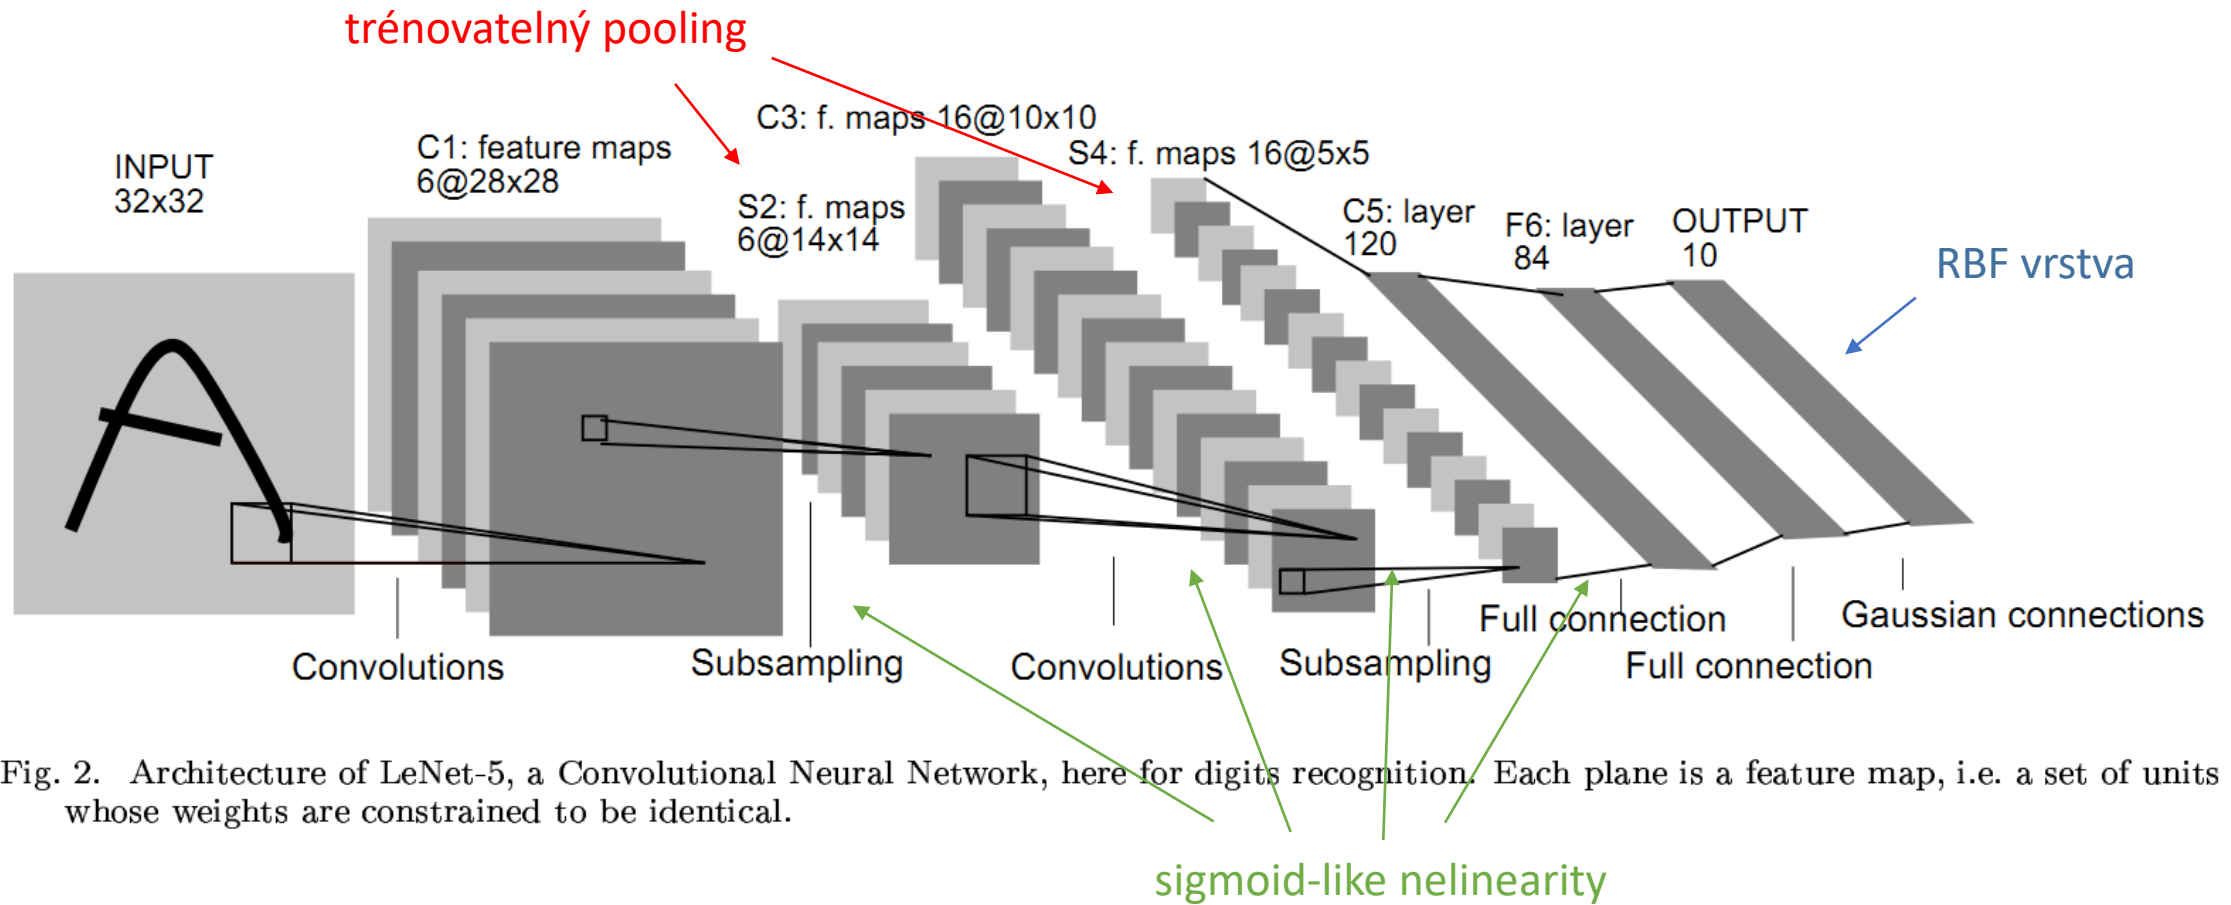 trénovatelný pooling
C3: f. maps 16@10x10
C1: feature maps
6@28x28
S4: f. maps 16@5x5
INPUT
32x32
S2: f. maps
6@14x14
C5: layer
120
F6: layer
84
OUTPUT
10
RBF vrstva
Convolutions
Subsampling
Convolutions
Subsampling
Full connection
Full connection
Gaussian connections
Fig. 2. Architecture of LeNet-5, a Convolutional Neural Network, here for digits recognition. Each plane is a feature map, i.e. a set of units
whose weights are constrained to be identical.
sigmoid-like nelinearity